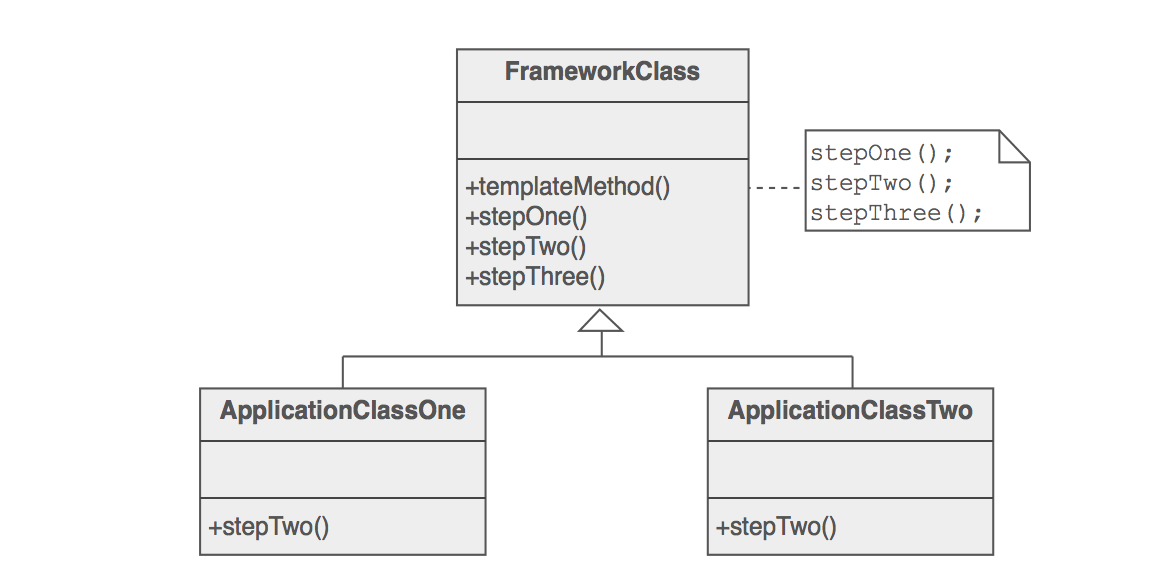 FrameworkClass
+templateMethod()
+stepOne()
+stepTwo()
+stepThree()
stepOne();
stepTwo();
stepThree();
ApplicationClassOne
+stepTwo()
ApplicationClassTwo
+stepTwo()